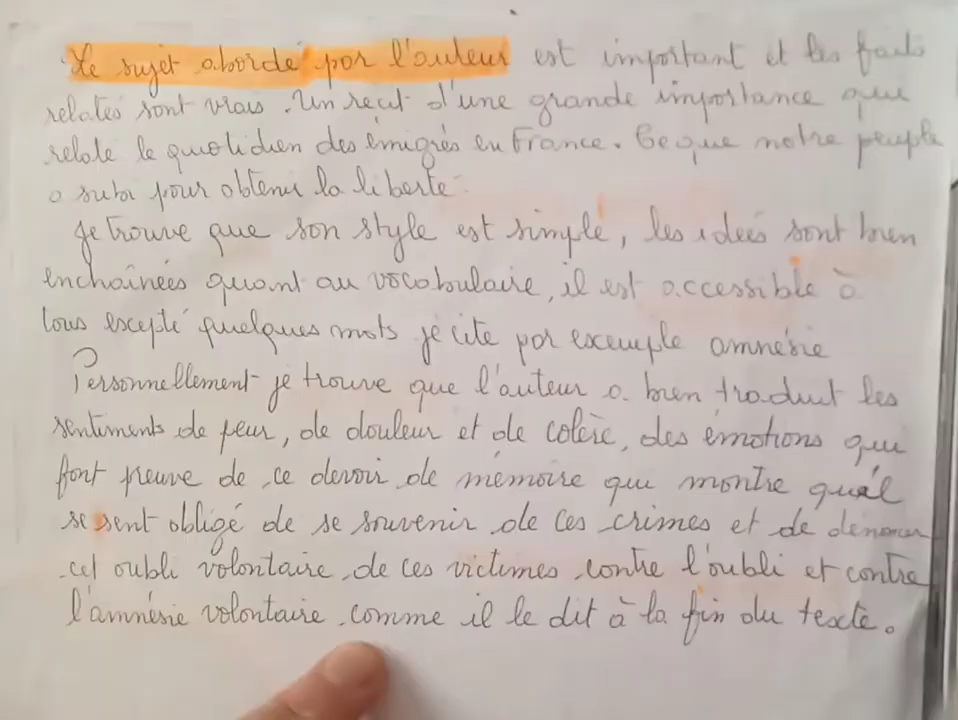 Le sujet abordé par l'auteur est important et les faits
relatés sont vrais. Un récit d'une grande importance qui
relate le quotidien des émigrés en France. Ce que notre peuple
a subi pour obtenir la liberté.
Je trouve que son style est simple, les idées sont bien
enchaînées quant au vocabulaire, il est accessible à
tous excepté quelques mots je cite par exemple amnésie
Personnellement je trouve que l'auteur a bien traduit les
sentiments de peur, de douleur et de colère, des émotions qui
font preuve de ce devoir de mémoire qui montre qu'il
se sent obligé de se souvenir de ces crimes et de dénoncer
cet oubli volontaire de ces victimes contre l'oubli et contre
l'amnésie volontaire comme il le dit à la fin du texte.